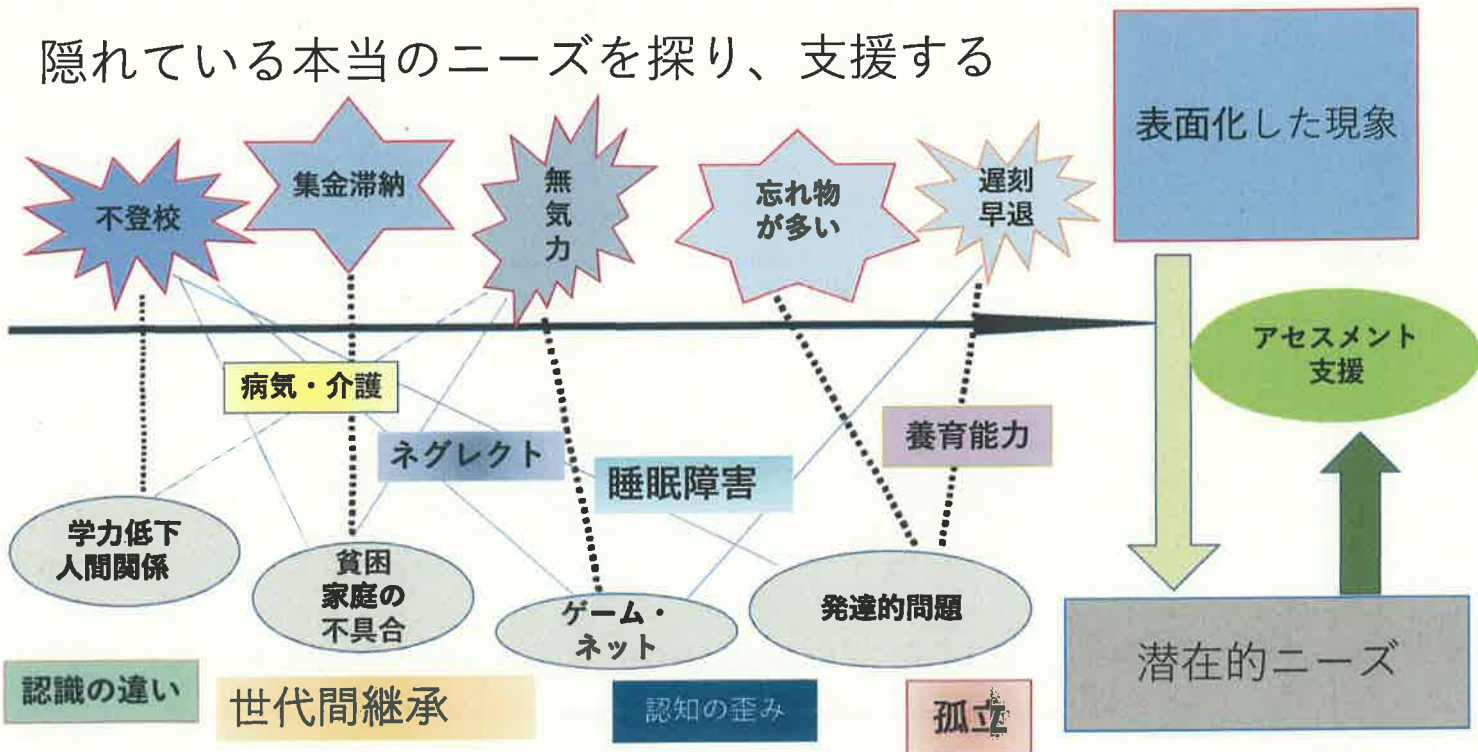 隠れている本当のニーズを探り、支援する
表面化した現象
不登校
集金滞納
無
気
力
忘れ物
が多い
遅刻
早退
アセスメント
支援
病気・介護
ネグレクト
睡眠障害
養育能力
学力低下
人間関係
貧困
家庭の
不具合
ゲーム・
ネット
発達的問題
潜在的ニーズ
認識の違い
世代間継承
認知の歪み
孤立